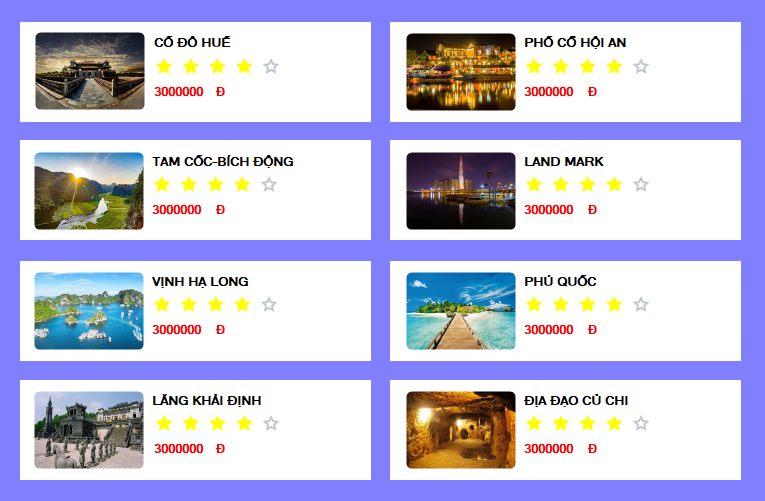 CỐ ĐÔ HUẾ
3000000 Đ
PHỐ CỔ HỘI AN
3000000 Đ
TAM CỐC-BÍCH ĐỘNG
3000000 Đ
LAND MARK
3000000 Đ
VỊNH HẠ LONG
3000000 Đ
PHÚ QUỐC
3000000 Đ
LĂNG KHẢI ĐỊNH
3000000 Đ
ĐỊA ĐẠO CỦ CHI
3000000 Đ